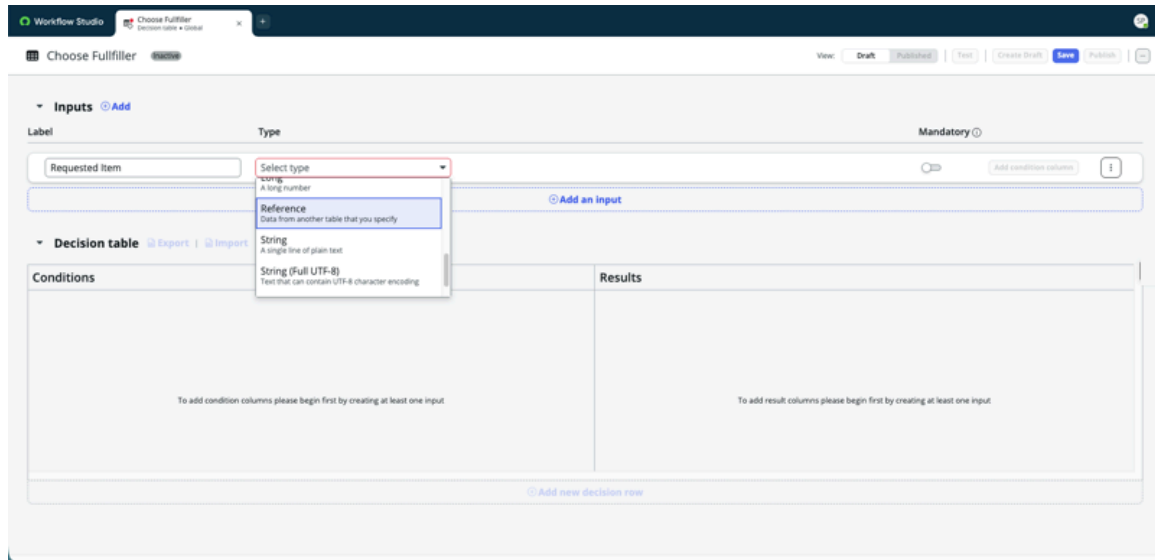 Workflow Studio
Choose Fullfiller
Decision table • Global
SP
Choose Fullfiller Inactive
View: Draft Published Test Create Draft Save Publish
Inputs Add
Label Type Mandatory
Requested Item Select type Add condition column
Long
A long number
Reference
Data from another table that you specify
Add an input
String
A single line of plain text
Decision table Export | Import
String (Full UTF-8)
Text that can contain UTF-8 character encoding
Conditions Results
To add condition columns please begin first by creating at least one input
To add result columns please begin first by creating at least one input
Add new decision row